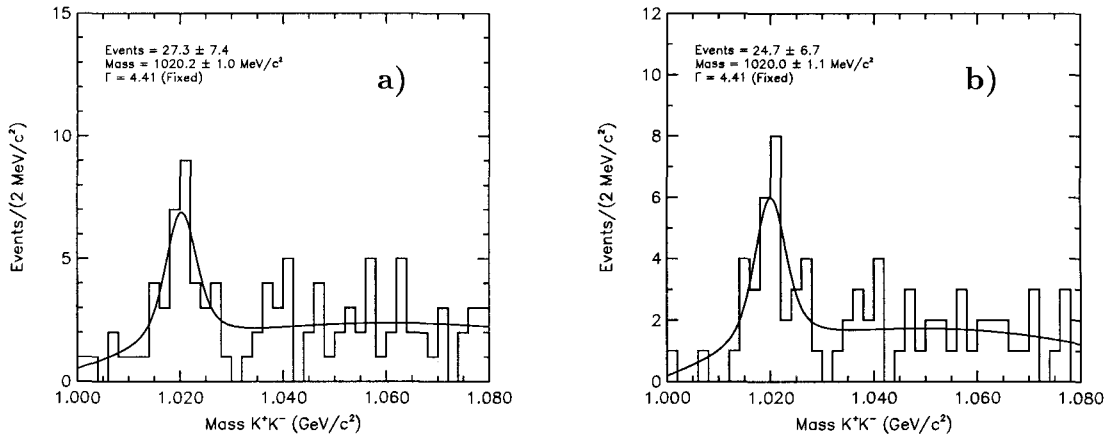 15
10
5
0
Events/(2 MeV/c²)
Events = 27.3 ± 7.4
Mass = 1020.2 ± 1.0 MeV/c²
Γ = 4.41 (Fixed)
a)
1.000 1.020 1.040 1.060 1.080
Mass K⁺K⁻ (GeV/c²)
12
10
8
6
4
2
0
Events/(2 MeV/c²)
Events = 24.7 ± 6.7
Mass = 1020.0 ± 1.1 MeV/c²
Γ = 4.41 (Fixed)
b)
1.000 1.020 1.040 1.060 1.080
Mass K⁺K⁻ (GeV/c²)